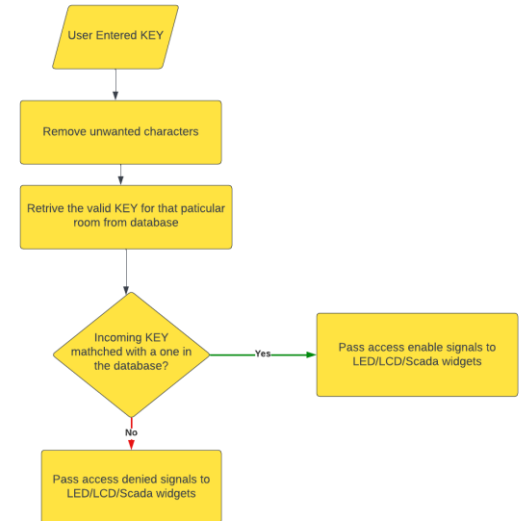 User Entered KEY
Remove unwanted characters
Retrive the valid KEY for that paticular
room from database
Incoming KEY
mathched with a one in
the database?
Yes
Pass access enable signals to
LED/LCD/Scada widgets
No
Pass access denied signals to
LED/LCD/Scada widgets